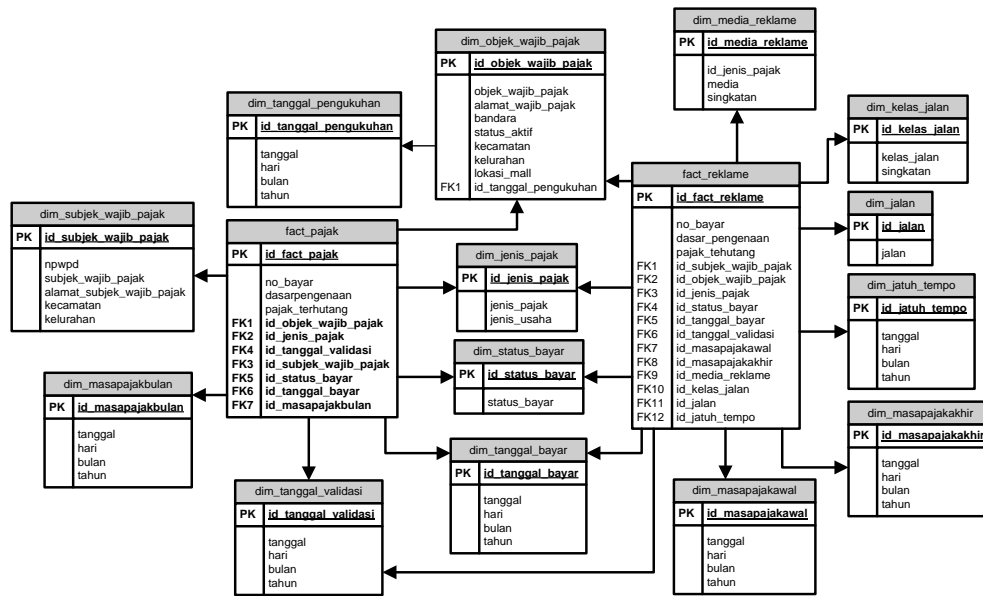 dim_objek_wajib_pajak
PK id_objek_wajib_pajak
objek_wajib_pajak
alamat_wajib_pajak
bandara
status_aktif
kecamatan
kelurahan
lokasi_mall
FK1 id_tanggal_pengukuhan
dim_media_reklame
PK id_media_reklame
id_jenis_pajak
media
singkatan
dim_tanggal_pengukuhan
PK id_tanggal_pengukuhan
tanggal
hari
bulan
tahun
dim_kelas_jalan
PK id_kelas_jalan
kelas_jalan
singkatan
fact_reklame
PK id_fact_reklame
no_bayar
dasar_pengenaan
pajak_tehutang
FK1 id_subjek_wajib_pajak
FK2 id_objek_wajib_pajak
FK3 id_jenis_pajak
FK4 id_status_bayar
FK5 id_tanggal_bayar
FK6 id_tanggal_validasi
FK7 id_masapajakawal
FK8 id_masapajakakhir
FK9 id_media_reklame
FK10 id_kelas_jalan
FK11 id_jalan
FK12 id_jatuh_tempo
dim_jalan
PK id_jalan
jalan
dim_subjek_wajib_pajak
PK id_subjek_wajib_pajak
npwpd
subjek_wajib_pajak
alamat_subjek_wajib_pajak
kecamatan
kelurahan
fact_pajak
PK id_fact_pajak
no_bayar
dasarpengenaan
pajak_terhutang
FK1 id_objek_wajib_pajak
FK2 id_jenis_pajak
FK4 id_tanggal_validasi
FK3 id_subjek_wajib_pajak
FK5 id_status_bayar
FK6 id_tanggal_bayar
FK7 id_masapajakbulan
dim_jenis_pajak
PK id_jenis_pajak
jenis_pajak
jenis_usaha
dim_jatuh_tempo
PK id_jatuh_tempo
tanggal
hari
bulan
tahun
dim_status_bayar
PK id_status_bayar
status_bayar
dim_masapajakbulan
PK id_masapajakbulan
tanggal
hari
bulan
tahun
dim_masapajakakhir
PK id_masapajakakhir
tanggal
hari
bulan
tahun
dim_tanggal_bayar
PK id_tanggal_bayar
tanggal
hari
bulan
tahun
dim_tanggal_validasi
PK id_tanggal_validasi
tanggal
hari
bulan
tahun
dim_masapajakawal
PK id_masapajakawal
tanggal
hari
bulan
tahun